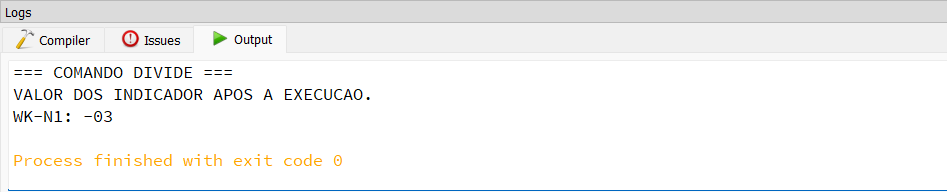 Logs
Compiler
Issues
Output
=== COMANDO DIVIDE ===
VALOR DOS INDICADOR APOS A EXECUCAO.
WK-N1: -03
Process finished with exit code 0